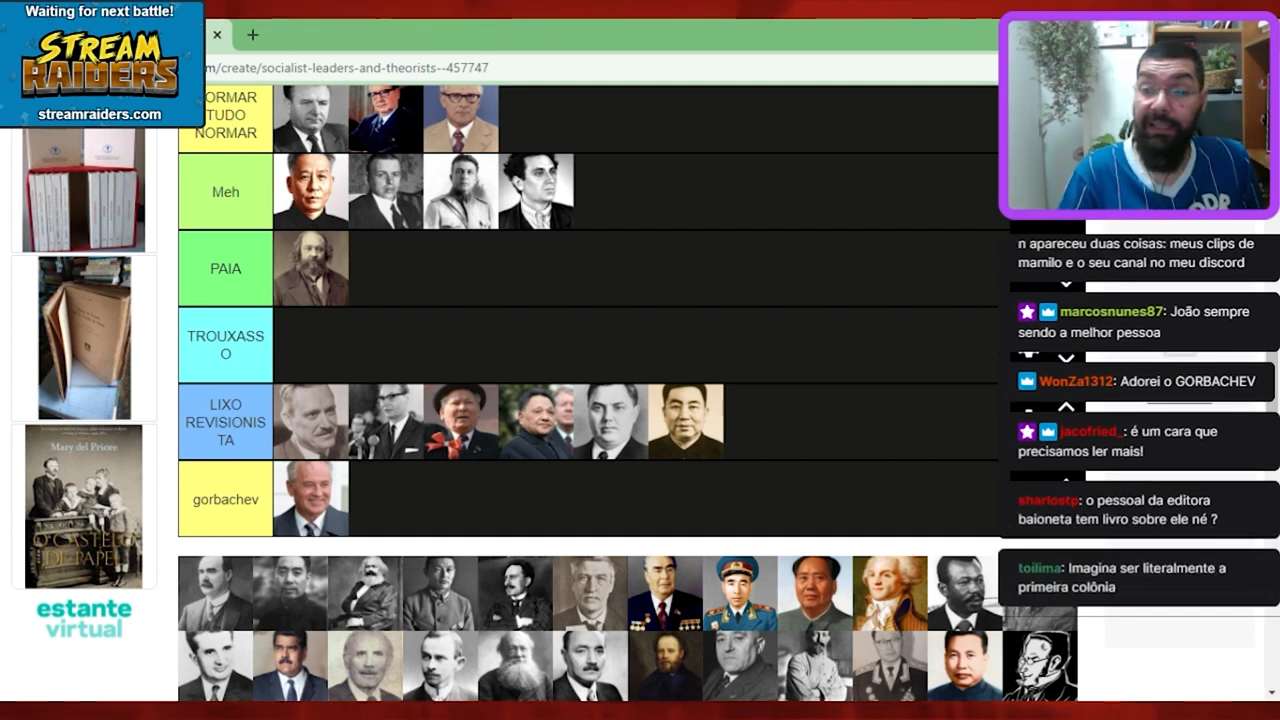 Waiting for next battle!
STREAM
RAIDERS
streamraiders.com
m/create/socialist-leaders-and-theorists--457747
ORMAR
TUDO
NORMAR
Meh
PAIA
TROUXASS
O
LIXO
REVISIONIS
TA
gorbachev
Mary del Priore
O CASTELO
DE PAPEL
estante
virtual
n apareceu duas coisas: meus clips de
mamilo e o seu canal no meu discord
marcosnunes87: João sempre
sendo a melhor pessoa
WonZa1312: Adorei o GORBACHEV
jacofried_: é um cara que
precisamos ler mais!
sharlostp: o pessoal da editora
baioneta tem livro sobre ele né ?
toilima: Imagina ser literalmente a
primeira colônia